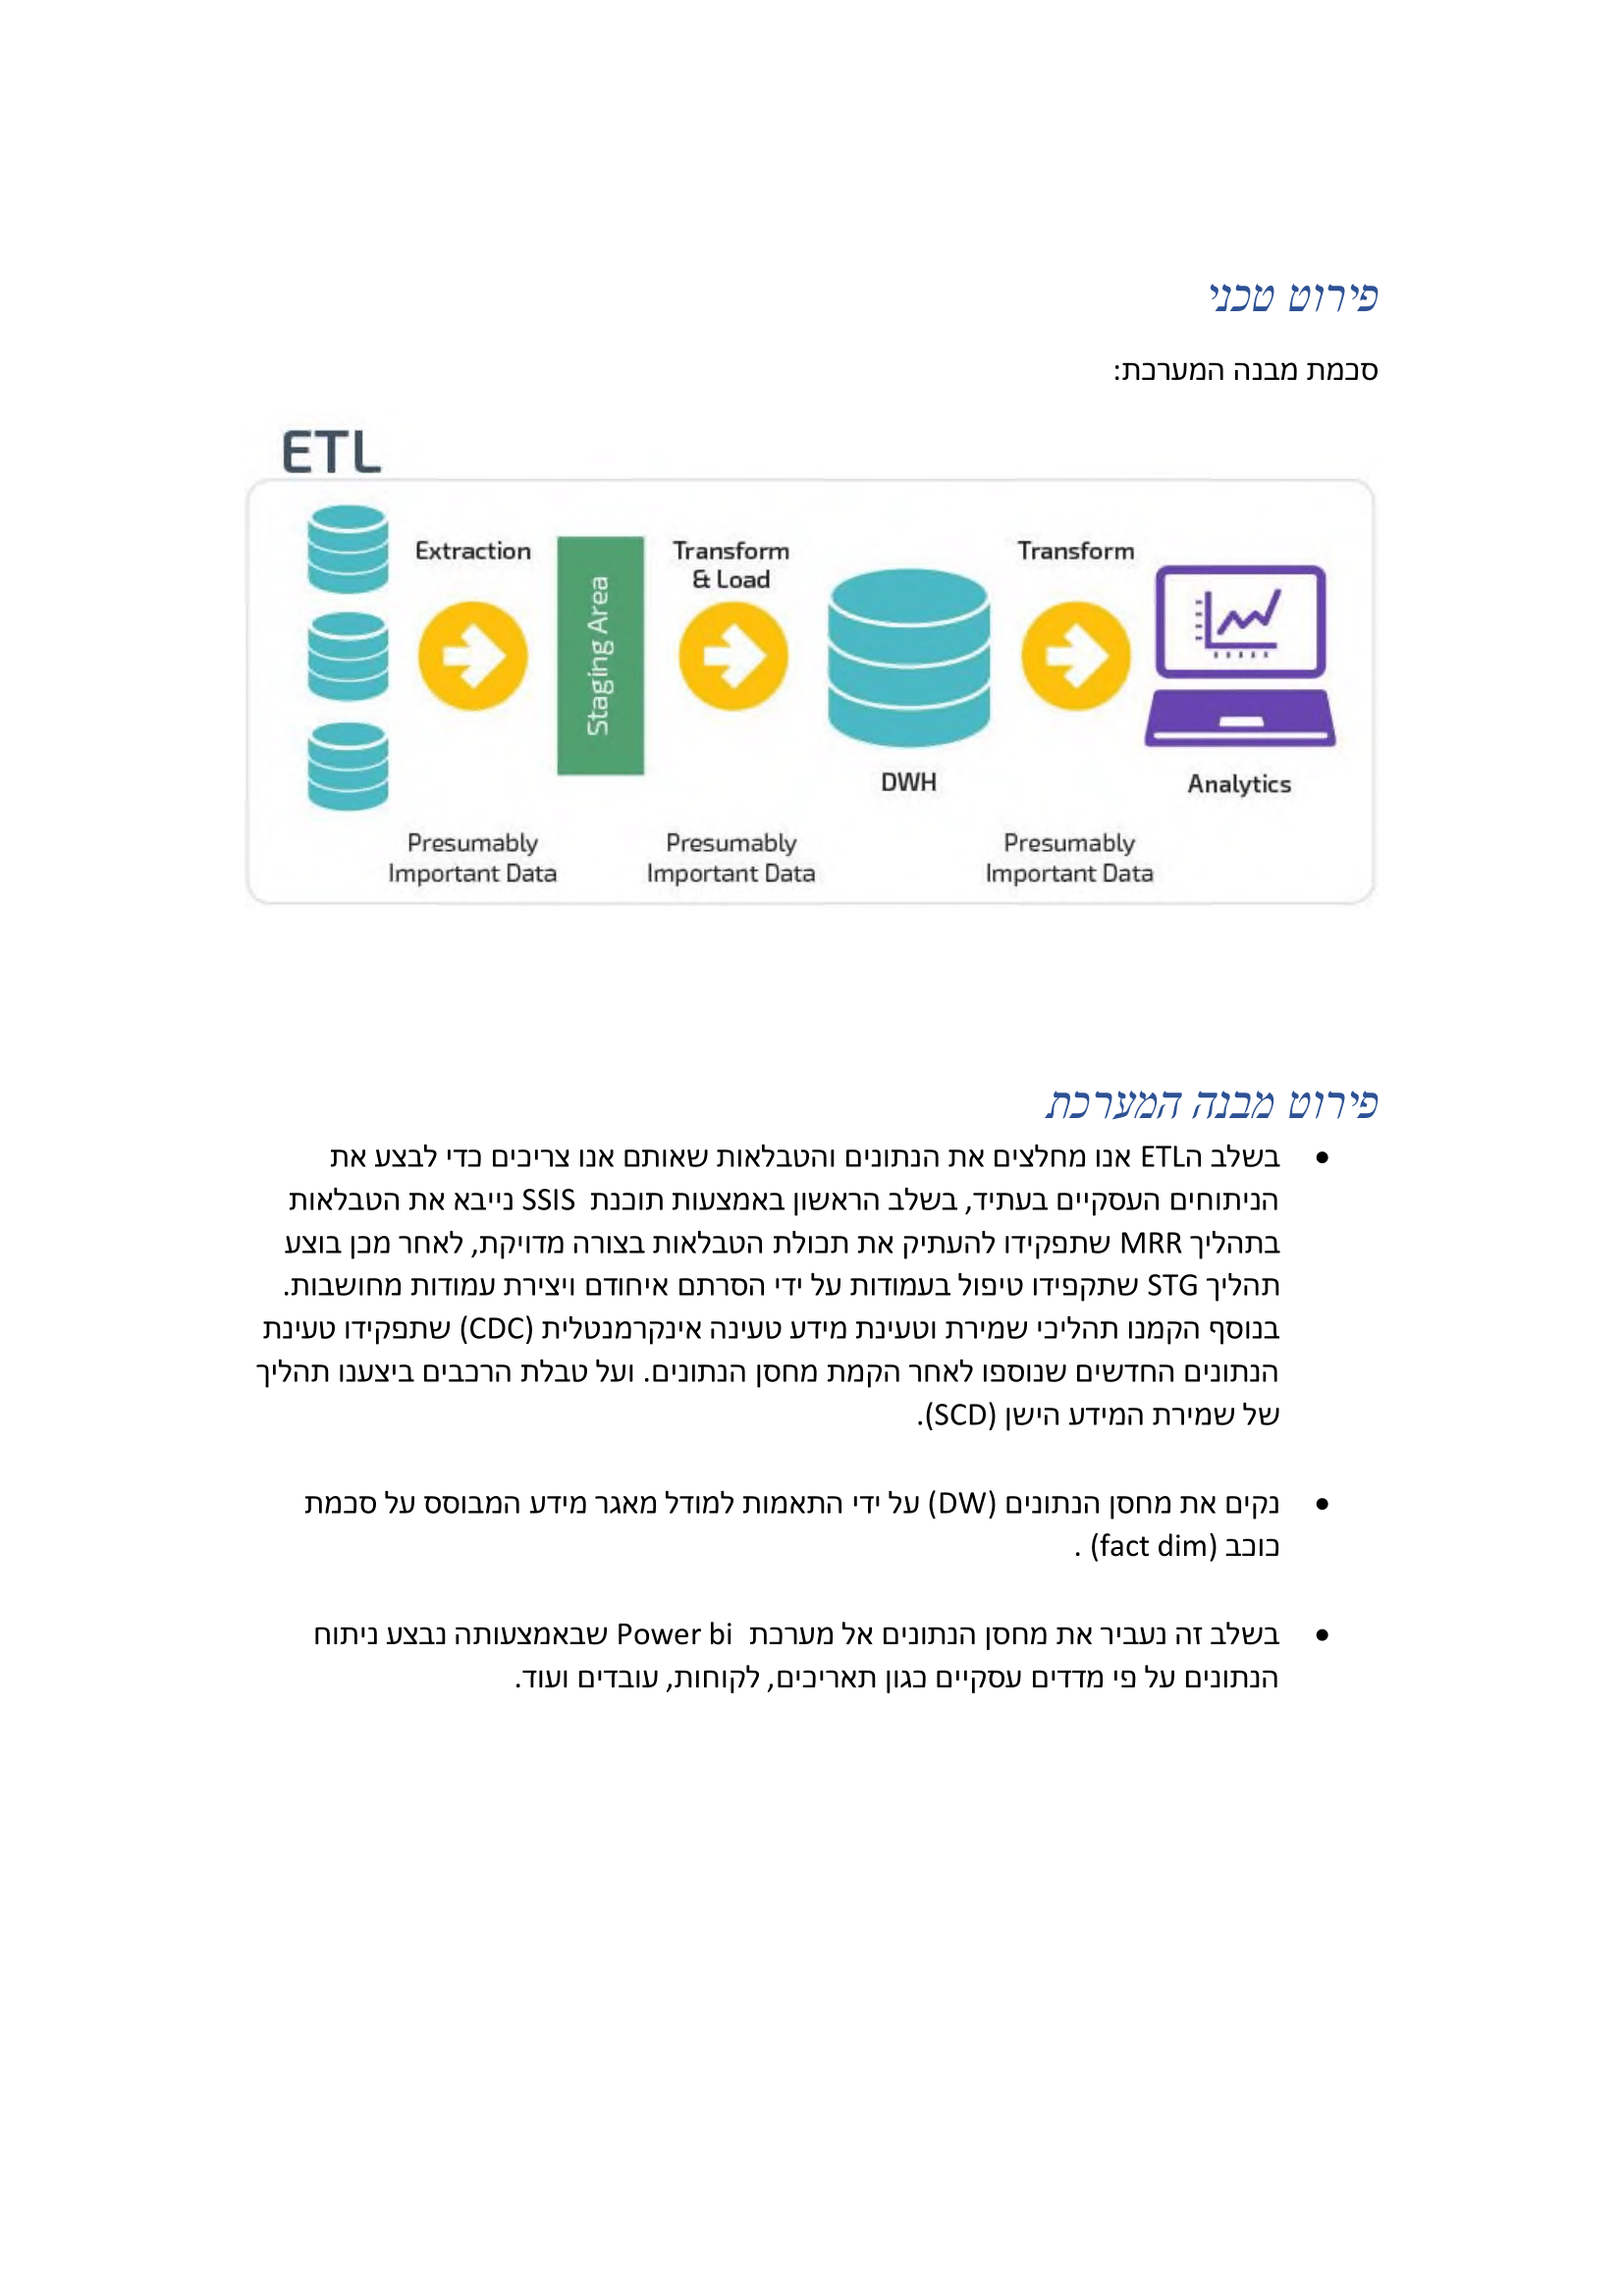 פירוט טכני
סכמת מבנה המערכת:
ETL
Extraction
Staging Area
Transform
& Load
DWH
Transform
Analytics
Presumably
Important Data
Presumably
Important Data
Presumably
Important Data
פירוט מבנה המערכת
• בשלב הETL אנו מחלצים את הנתונים והטבלאות שאותם אנו צריכים כדי לבצע את
הניתוחים העסקיים בעתיד, בשלב הראשון באמצעות תוכנת SSIS נייבא את הטבלאות
בתהליך MRR שתפקידו להעתיק את תכולת הטבלאות בצורה מדויקת, לאחר מכן בוצע
תהליך STG שתקפידו טיפול בעמודות על ידי הסרתם איחודם ויצירת עמודות מחושבות.
בנוסף הקמנו תהליכי שמירת וטעינת מידע טעינה אינקרמנטלית (CDC) שתפקידו טעינת
הנתונים החדשים שנוספו לאחר הקמת מחסן הנתונים. ועל טבלת הרכבים ביצענו תהליך
של שמירת המידע הישן (SCD).
• נקים את מחסן הנתונים (DW) על ידי התאמות למודל מאגר מידע המבוסס על סכמת
כוכב (fact dim) .
• בשלב זה נעביר את מחסן הנתונים אל מערכת Power bi שבאמצעותה נבצע ניתוח
הנתונים על פי מדדים עסקיים כגון תאריכים, לקוחות, עובדים ועוד.